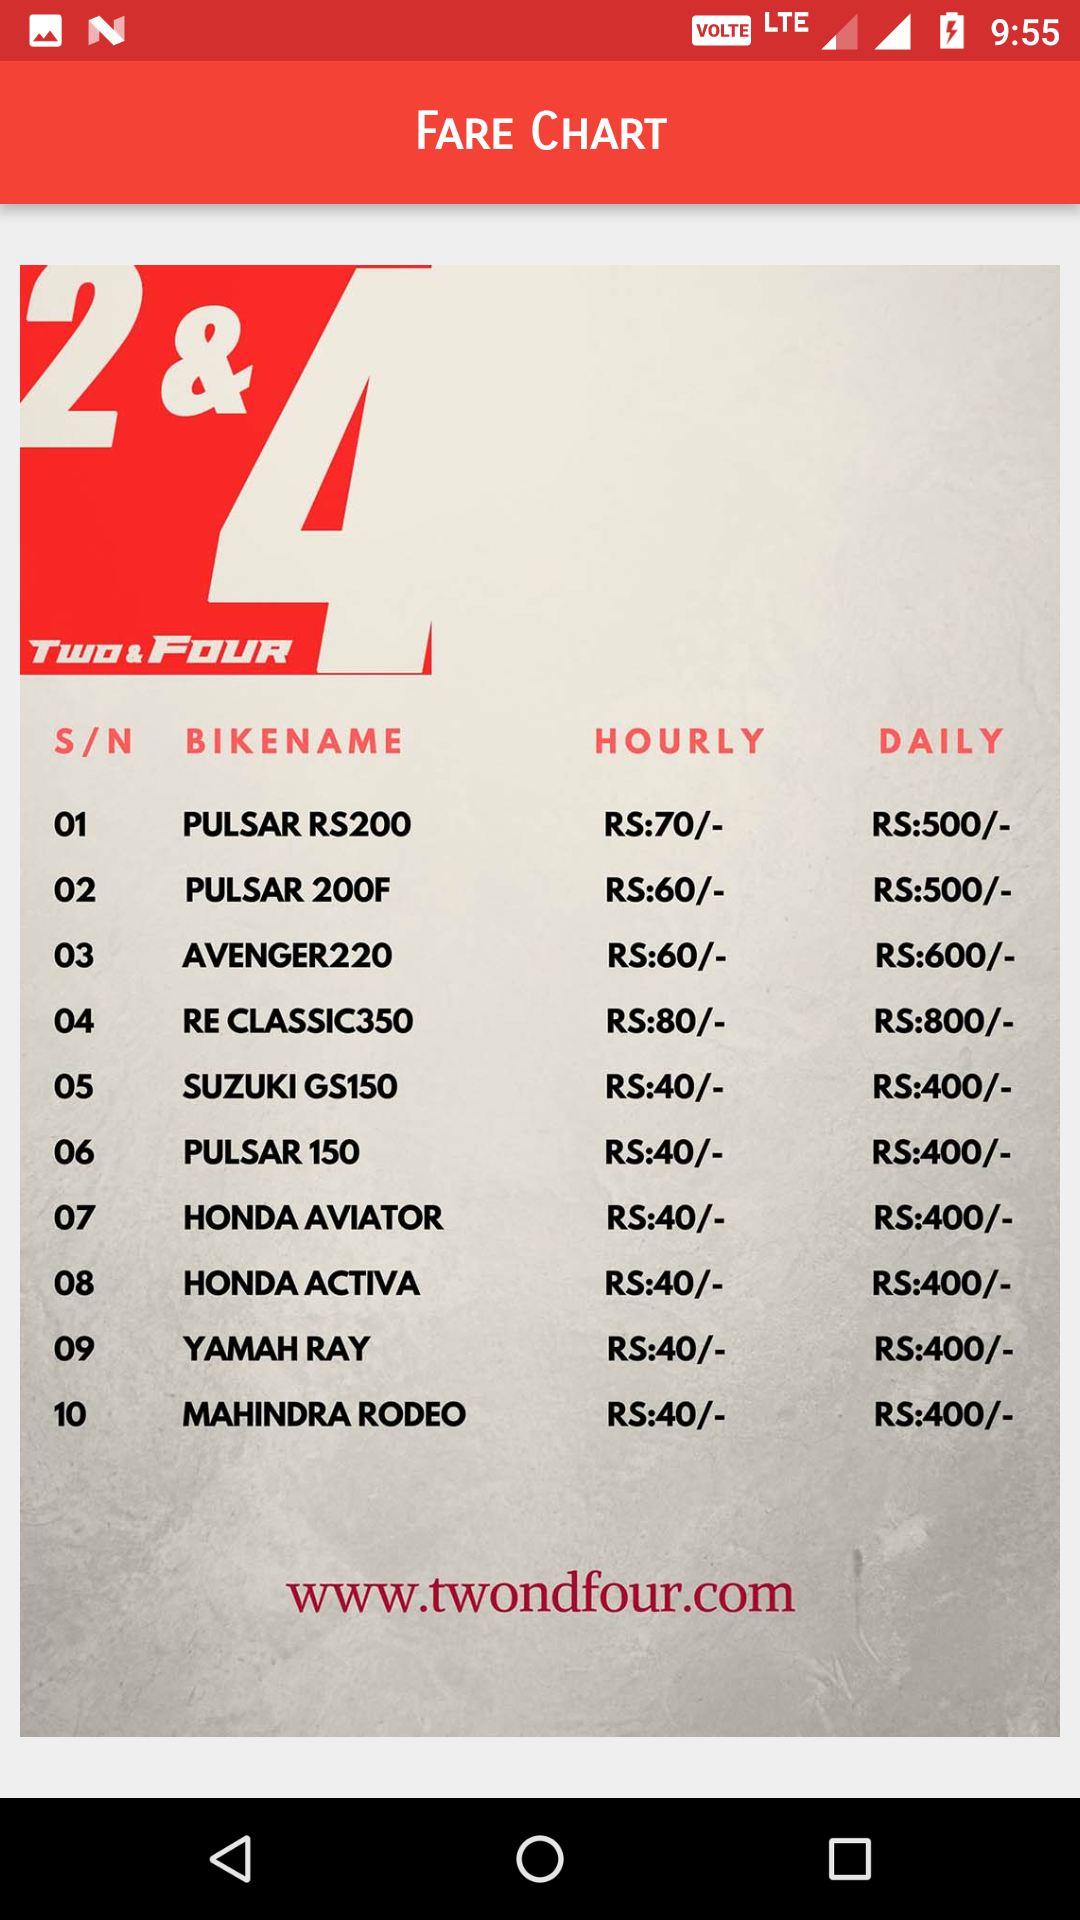 VOLTE LTE 9:55
Fare Chart
2 & 4
Two & Four
S/N BIKENAME HOURLY DAILY
01 PULSAR RS200 RS:70/- RS:500/-
02 PULSAR 200F RS:60/- RS:500/-
03 AVENGER220 RS:60/- RS:600/-
04 RE CLASSIC350 RS:80/- RS:800/-
05 SUZUKI GS150 RS:40/- RS:400/-
06 PULSAR 150 RS:40/- RS:400/-
07 HONDA AVIATOR RS:40/- RS:400/-
08 HONDA ACTIVA RS:40/- RS:400/-
09 YAMAH RAY RS:40/- RS:400/-
10 MAHINDRA RODEO RS:40/- RS:400/-
www.twondfour.com